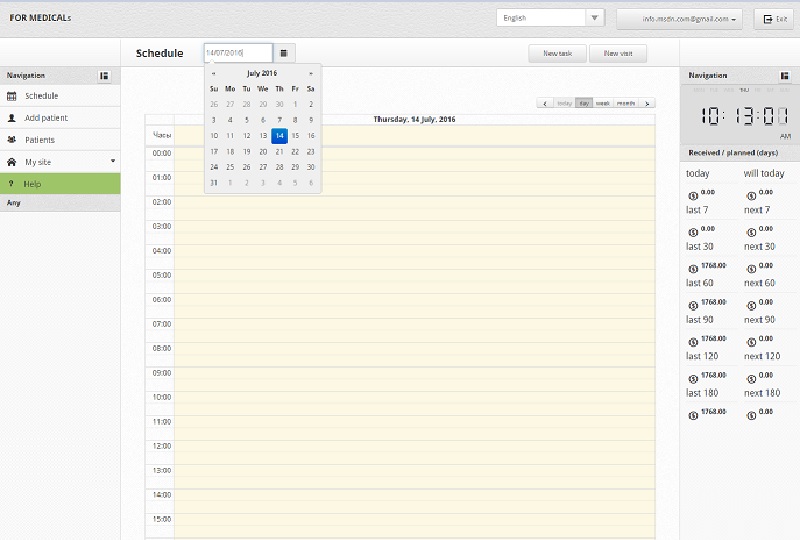 FOR MEDICALs
English
info.msdn.com@gmail.com
Exit
Schedule
14/07/2016
New task
New visit
Navigation
Schedule
Add patient
Patients
My site
Help
Any
« July 2016 »
Su Mo Tu We Th Fr Sa
26 27 28 29 30 1 2
3 4 5 6 7 8 9
10 11 12 13 14 15 16
17 18 19 20 21 22 23
24 25 26 27 28 29 30
31 1 2 3 4 5 6
today day week month
Thursday, 14 July, 2016
Часы
00:00
01:00
02:00
03:00
04:00
05:00
06:00
07:00
08:00
09:00
10:00
11:00
12:00
13:00
14:00
15:00
Navigation
THU
10:13:01
AM
Received / planned (days)
today will today
0.00 0.00
last 7 next 7
0.00 0.00
last 30 next 30
1768.00 0.00
last 60 next 60
1768.00 0.00
last 90 next 90
1768.00 0.00
last 120 next 120
1768.00 0.00
last 180 next 180
1768.00 0.00